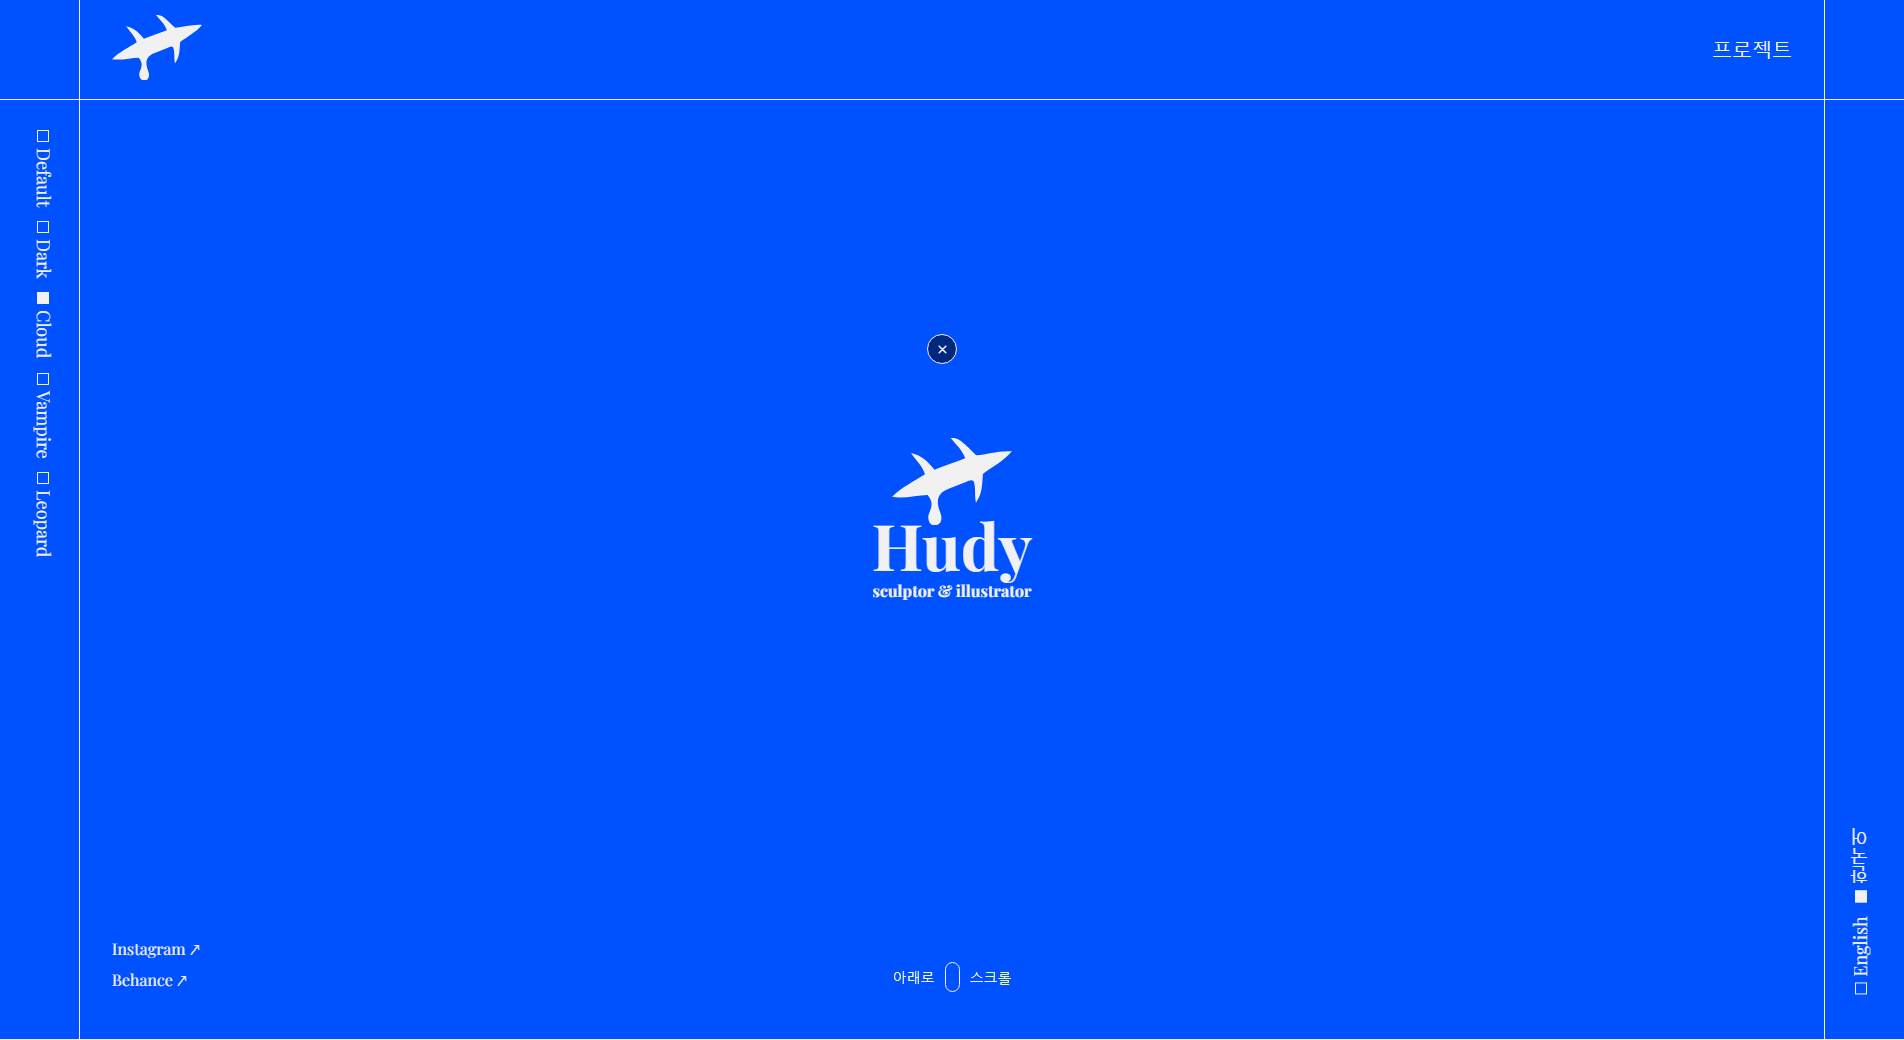 프로젝트
Default
Dark
Cloud
Vampire
Leopard
Hudy
sculptor & illustrator
Instagram ↗
Behance ↗
아래로 스크롤
English
한국어